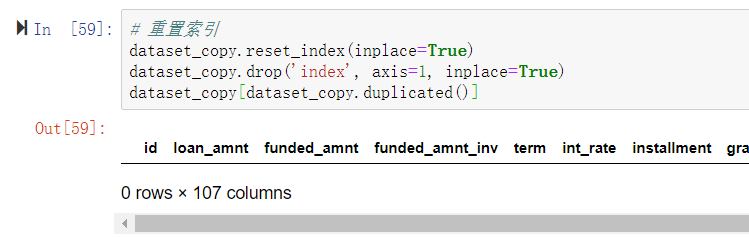 In [59]:
# 重置索引
dataset_copy.reset_index(inplace=True)
dataset_copy.drop('index', axis=1, inplace=True)
dataset_copy[dataset_copy.duplicated()]
Out[59]:
id loan_amnt funded_amnt funded_amnt_inv term int_rate installment gra
0 rows × 107 columns